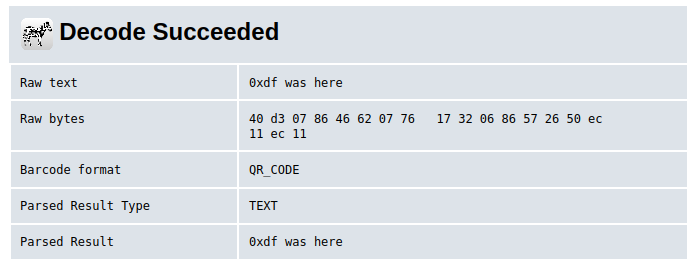 Decode Succeeded
Raw text 0xdf was here
Raw bytes 40 d3 07 86 46 62 07 76   17 32 06 86 57 26 50 ec
11 ec 11
Barcode format QR_CODE
Parsed Result Type TEXT
Parsed Result 0xdf was here